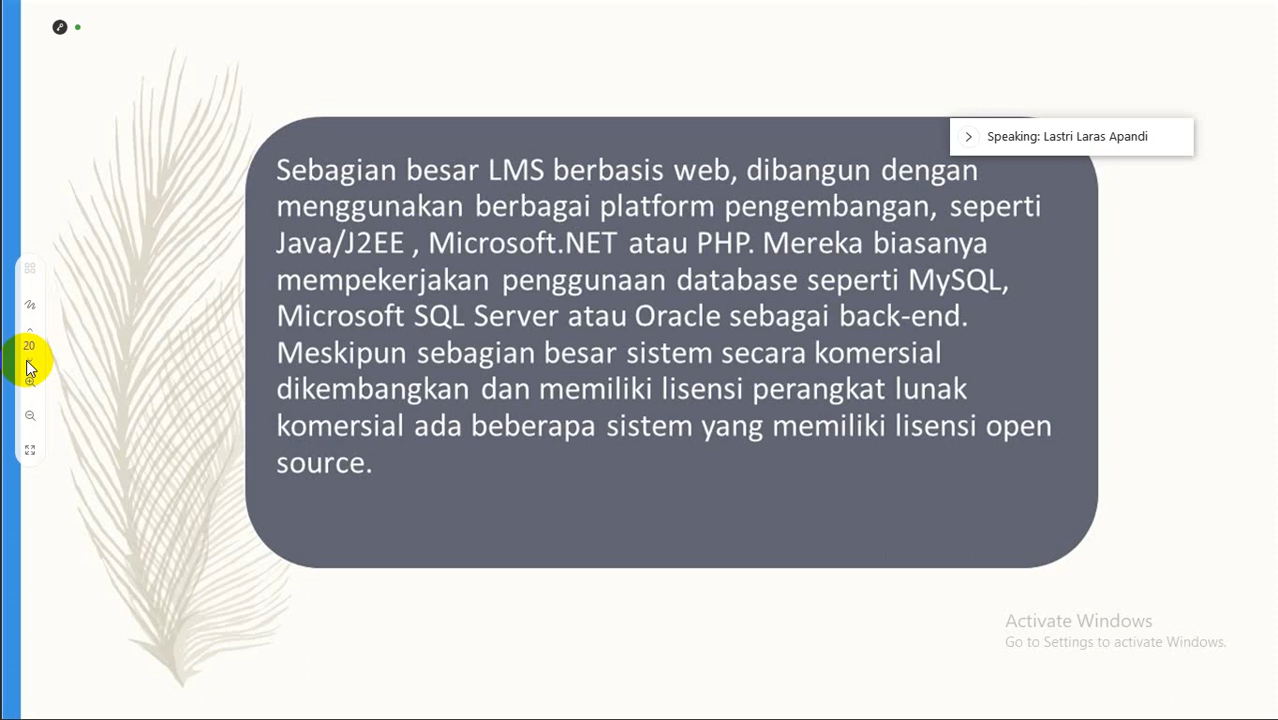 Speaking: Lastri Laras Apandi
Sebagian besar LMS berbasis web, dibangun dengan
menggunakan berbagai platform pengembangan, seperti
Java/J2EE , Microsoft.NET atau PHP. Mereka biasanya
mempekerjakan penggunaan database seperti MySQL,
Microsoft SQL Server atau Oracle sebagai back-end.
Meskipun sebagian besar sistem secara komersial
dikembangkan dan memiliki lisensi perangkat lunak
komersial ada beberapa sistem yang memiliki lisensi open
source.
20
Activate Windows
Go to Settings to activate Windows.